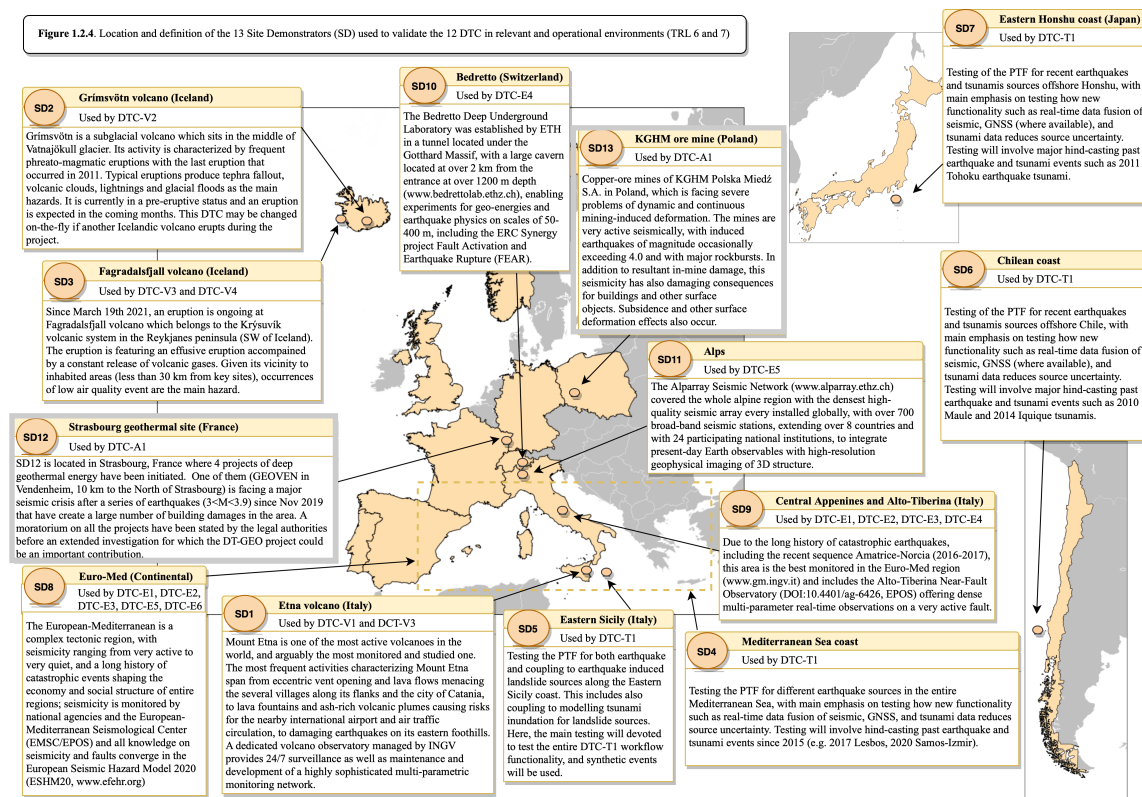 Figure 1.2.4. Location and definition of the 13 Site Demonstrators (SD) used to validate the 12 DTC in relevant and operational environments (TRL 6 and 7)
SD7
Eastern Honshu coast (Japan)
Used by DTC-T1
Testing of the PTF for recent earthquakes
and tsunamis sources offshore Honshu, with
main emphasis on testing how new
functionality such as real-time data fusion of
seismic, GNSS (where available), and
tsunami data reduces source uncertainty.
Testing will involve major hind-casting past
earthquake and tsunami events such as 2011
Tohoku earthquake tsunami.
SD2
Grímsvötn volcano (Iceland)
Used by DTC-V2
Grímsvötn is a subglacial volcano which sits in the middle of
Vatnajökull glacier. Its activity is characterized by frequent
phreato-magmatic eruptions with the last eruption that
occurred in 2011. Typical eruptions produce tephra fallout,
volcanic clouds, lightnings and glacial floods as the main
hazards. It is currently in a pre-eruptive status and an eruption
is expected in the coming months. This DTC may be changed
on-the-fly if another Icelandic volcano erupts during the
project.
SD10
Bedretto (Switzerland)
Used by DTC-E4
The Bedretto Deep Underground
Laboratory was established by ETH
in a tunnel located under the
Gotthard Massif, with a large cavern
located at over 2 km from the
entrance at over 1200 m depth
(www.bedrettolab.ethz.ch), enabling
experiments for geo-energies and
earthquake physics on scales of 50-
400 m, including the ERC Synergy
project Fault Activation and
Earthquake Rupture (FEAR).
SD13
KGHM ore mine (Poland)
Used by DTC-A1
Copper-ore mines of KGHM Polska Miedź
S.A. in Poland, which is facing severe
problems of dynamic and continuous
mining-induced deformation. The mines are
very active seismically, with induced
earthquakes of magnitude occasionally
exceeding 4.0 and with major rockbursts. In
addition to resultant in-mine damage, this
seismicity has also damaging consequences
for buildings and other surface
objects. Subsidence and other surface
deformation effects also occur.
SD3
Fagradalsfjall volcano (Iceland)
Used by DTC-V3 and DTC-V4
Since March 19th 2021, an eruption is ongoing at
Fagradalsfjall volcano which belongs to the Krýsuvík
volcanic system in the Reykjanes peninsula (SW of Iceland).
The eruption is featuring an effusive eruption accompained
by a constant release of volcanic gases. Given its vicinity to
inhabited areas (less than 30 km from key sites), occurrences
of low air quality event are the main hazard.
SD6
Chilean coast
Used by DTC-T1
Testing of the PTF for recent earthquakes
and tsunamis sources offshore Chile, with
main emphasis on testing how new
functionality such as real-time data fusion of
seismic, GNSS (where available), and
tsunami data reduces source uncertainty.
Testing will involve major hind-casting past
earthquake and tsunami events such as 2010
Maule and 2014 Iquique tsunamis.
SD11
Alps
Used by DTC-E5
The Alparray Seismic Network (www.alparray.ethz.ch)
covered the whole alpine region with the densest high-
quality seismic array every installed globally, with over 700
broad-band seismic stations, extending over 8 countries and
with 24 participating national institutions, to integrate
present-day Earth observables with high-resolution
geophysical imaging of 3D structure.
SD12
Strasbourg geothermal site (France)
Used by DTC-A1
SD12 is located in Strasbourg, France where 4 projects of deep
geothermal energy have been initiated. One of them (GEOVEN in
Vendenheim, 10 km to the North of Strasbourg) is facing a major
seismic crisis after a series of earthquakes (3<M<3.9) since Nov 2019
that have create a large number of building damages in the area. A
moratorium on all the projects have been stated by the legal authorities
before an extended investigation for which the DT-GEO project could
be an important contribution.
SD9
Central Appenines and Alto-Tiberina (Italy)
Used by DTC-E1, DTC-E2, DTC-E3, DTC-E4
Due to the long history of catastrophic earthquakes,
including the recent sequence Amatrice-Norcia (2016-2017),
this area is the best monitored in the Euro-Med region
(www.gm.ingv.it) and includes the Alto-Tiberina Near-Fault
Observatory (DOI:10.4401/ag-6426, EPOS) offering dense
multi-parameter real-time observations on a very active fault.
SD8
Euro-Med (Continental)
Used by DTC-E1, DTC-E2,
DTC-E3, DTC-E5, DTC-E6
The European-Mediterranean is a
complex tectonic region, with
seismicity ranging from very active to
very quiet, and a long history of
catastrophic events shaping the
economy and social structure of entire
regions; seismicity is monitored by
national agencies and the European-
Mediterranean Seismological Center
(EMSC/EPOS) and all knowledge on
seismicity and faults converge in the
European Seismic Hazard Model 2020
(ESHM20, www.efehr.org)
SD1
Etna volcano (Italy)
Used by DTC-V1 and DCT-V3
Mount Etna is one of the most active volcanoes in the
world, and arguably the most monitored and studied one.
The most frequent activities characterizing Mount Etna
span from eccentric vent opening and lava flows menacing
the several villages along its flanks and the city of Catania,
to lava fountains and ash-rich volcanic plumes causing risks
for the nearby international airport and air traffic
circulation, to damaging earthquakes on its eastern foothills.
A dedicated volcano observatory managed by INGV
provides 24/7 surveillance as well as maintenance and
development of a highly sophisticated multi-parametric
monitoring network.
SD5
Eastern Sicily (Italy)
Used by DTC-T1
Testing the PTF for both earthquake
and coupling to earthquake induced
landslide sources along the Eastern
Sicily coast. This includes also
coupling to modelling tsunami
inundation for landslide sources.
Here, the main testing will devoted
to test the entire DTC-T1 workflow
functionality, and synthetic events
will be used.
SD4
Mediterranean Sea coast
Used by DTC-T1
Testing the PTF for different earthquake sources in the entire
Mediterranean Sea, with main emphasis on testing how new functionality
such as real-time data fusion of seismic, GNSS, and tsunami data reduces
source uncertainty. Testing will involve hind-casting past earthquake and
tsunami events since 2015 (e.g. 2017 Lesbos, 2020 Samos-Izmir).